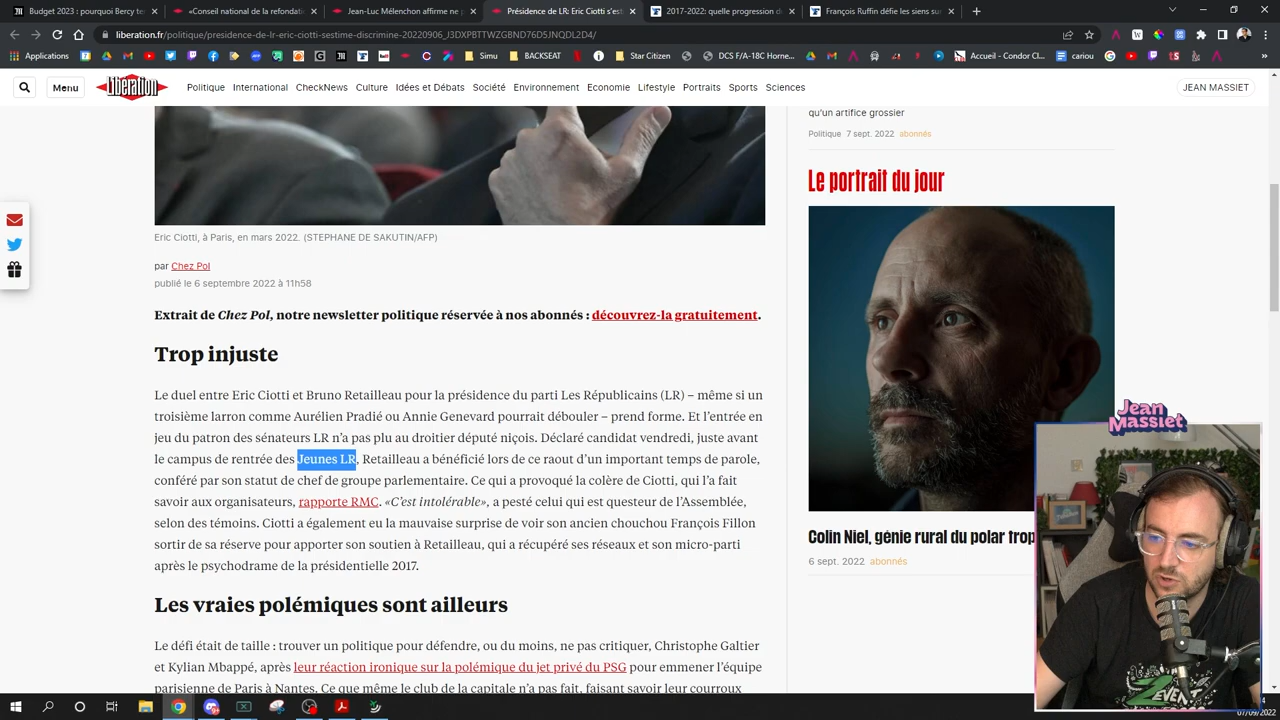 Budget 2023 : pourquoi Bercy te
«Conseil national de la refondatio
Jean-Luc Mélenchon affirme ne p
Présidence de LR: Eric Ciotti s'est
2017-2022: quelle progression d
François Ruffin défie les siens sur
liberation.fr/politique/presidence-de-lr-eric-ciotti-sestime-discrimine-20220906_J3DXPBTTWZGBND76D5JNQDL2D4/
Applications
Simu
BACKSEAT
Star Citizen
DCS F/A-18C Horne...
Accueil - Condor Cl...
cariou
Menu
Libération
Politique International CheckNews Culture Idées et Débats Société Environnement Economie Lifestyle Portraits Sports Sciences
JEAN MASSIET
qu'un artifice grossier
Politique 7 sept. 2022 abonnés
Le portrait du jour
Eric Ciotti, à Paris, en mars 2022. (STEPHANE DE SAKUTIN/AFP)
par Chez Pol
publié le 6 septembre 2022 à 11h58
Extrait de Chez Pol, notre newsletter politique réservée à nos abonnés : découvrez-la gratuitement.
Trop injuste
Le duel entre Eric Ciotti et Bruno Retailleau pour la présidence du parti Les Républicains (LR) – même si un
troisième larron comme Aurélien Pradié ou Annie Genevard pourrait débouler – prend forme. Et l'entrée en
jeu du patron des sénateurs LR n'a pas plu au droitier député niçois. Déclaré candidat vendredi, juste avant
le campus de rentrée des Jeunes LR, Retailleau a bénéficié lors de ce raout d'un important temps de parole,
conféré par son statut de chef de groupe parlementaire. Ce qui a provoqué la colère de Ciotti, qui l'a fait
savoir aux organisateurs, rapporte RMC. «C'est intolérable», a pesté celui qui est questeur de l'Assemblée,
selon des témoins. Ciotti a également eu la mauvaise surprise de voir son ancien chouchou François Fillon
sortir de sa réserve pour apporter son soutien à Retailleau, qui a récupéré ses réseaux et son micro-parti
après le psychodrame de la présidentielle 2017.
Les vraies polémiques sont ailleurs
Le défi était de taille : trouver un politique pour défendre, ou du moins, ne pas critiquer, Christophe Galtier
et Kylian Mbappé, après leur réaction ironique sur la polémique du jet privé du PSG pour emmener l'équipe
parisienne de Paris à Nantes. Ce que même le club de la capitale n'a pas fait, faisant savoir leur courroux
Colin Niel, génie rural du polar trop
6 sept. 2022 abonnés
Jean
Massiet
ZEVENT
07/09/2022